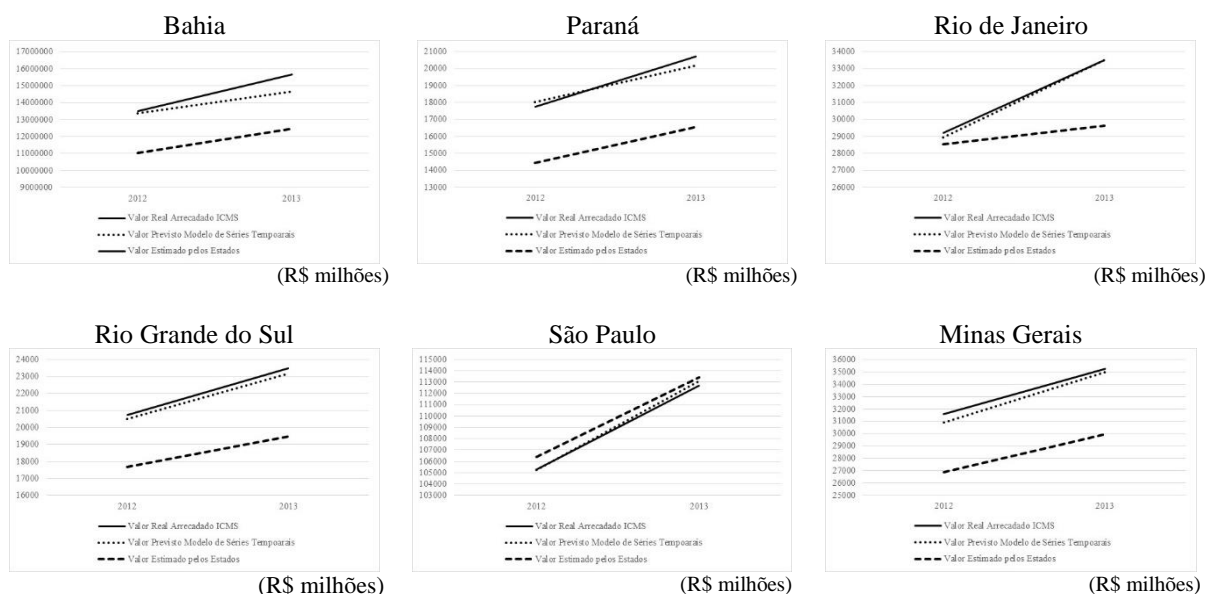 Bahia
17000000
16000000
15000000
14000000
13000000
12000000
11000000
10000000
9000000
2012 2013
Valor Real Arrecadado ICMS
Valor Previsto Modelo de Séries Tempoarais
Valor Estimado pelos Estados
(R$ milhões)
Paraná
21000
20000
19000
18000
17000
16000
15000
14000
13000
2012 2013
Valor Real Arrecadado ICMS
Valor Previsto Modelo de Séries Tempoarais
Valor Estimado pelos Estados
(R$ milhões)
Rio de Janeiro
34000
33000
32000
31000
30000
29000
28000
27000
26000
2012 2013
Valor Real Arrecadado ICMS
Valor Previsto Modelo de Séries Tempoarais
Valor Estimado pelos Estados
(R$ milhões)
Rio Grande do Sul
24000
23000
22000
21000
20000
19000
18000
17000
16000
2012 2013
Valor Real Arrecadado ICMS
Valor Previsto Modelo de Séries Tempoarais
Valor Estimado pelos Estados
(R$ milhões)
São Paulo
115000
114000
113000
112000
111000
110000
109000
108000
107000
106000
105000
104000
103000
2012 2013
Valor Real Arrecadado ICMS
Valor Previsto Modelo de Séries Tempoarais
Valor Estimado pelos Estados
(R$ milhões)
Minas Gerais
36000
35000
34000
33000
32000
31000
30000
29000
28000
27000
26000
25000
2012 2013
Valor Real Arrecadado ICMS
Valor Previsto Modelo de Séries Tempoarais
Valor Estimado pelos Estados
(R$ milhões)